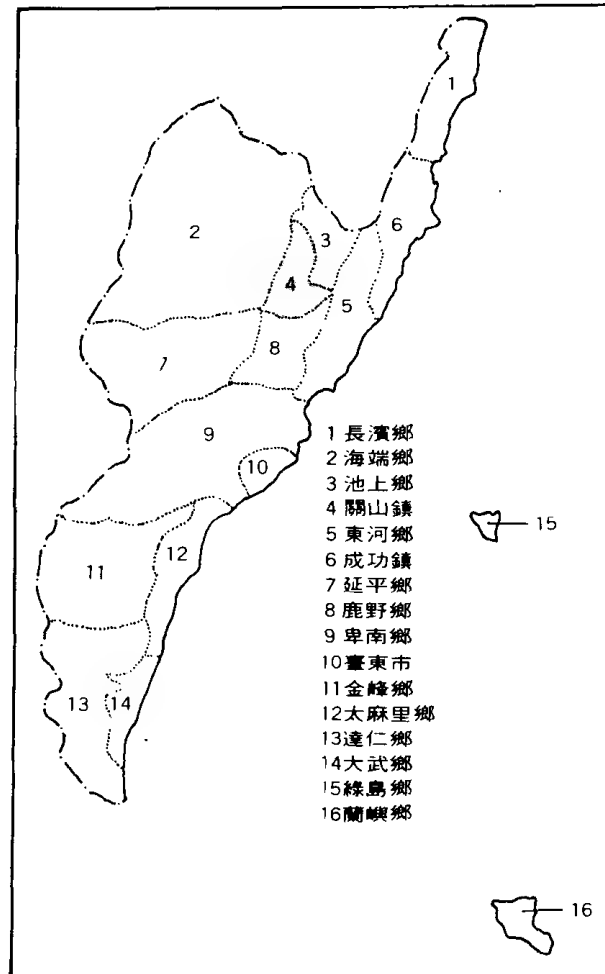 1
6
2
3
4
5
8
7
9
10
1 長濱鄉
2 海端鄉
3 池上鄉
4 關山鎮
5 東河鄉
6 成功鎮
7 延平鄉
8 鹿野鄉
9 卑南鄉
10 臺東市
11 金峰鄉
12 太麻里鄉
13 達仁鄉
14 大武鄉
15 綠島鄉
16 蘭嶼鄉
15
12
11
13
14
16